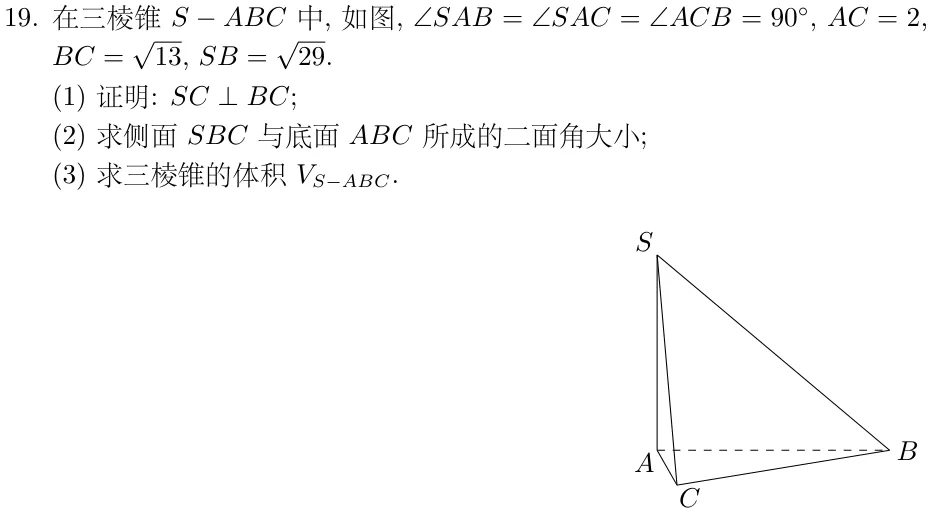 19. 在三棱锥 S − ABC 中, 如图, ∠SAB = ∠SAC = ∠ACB = 90°, AC = 2,
BC = √13, SB = √29.
(1) 证明: SC ⊥ BC;
(2) 求侧面 SBC 与底面 ABC 所成的二面角大小;
(3) 求三棱锥的体积 V_{S−ABC}.
S
A
B
C